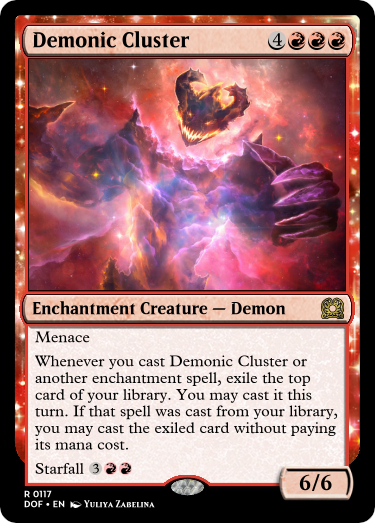 Demonic Cluster 4
Enchantment Creature — Demon
Menace
Whenever you cast Demonic Cluster or
another enchantment spell, exile the top
card of your library. You may cast it this
turn. If that spell was cast from your library,
you may cast the exiled card without paying
its mana cost.
Starfall 3
6/6
R 0117
DOF • EN Yuliya Zabelina